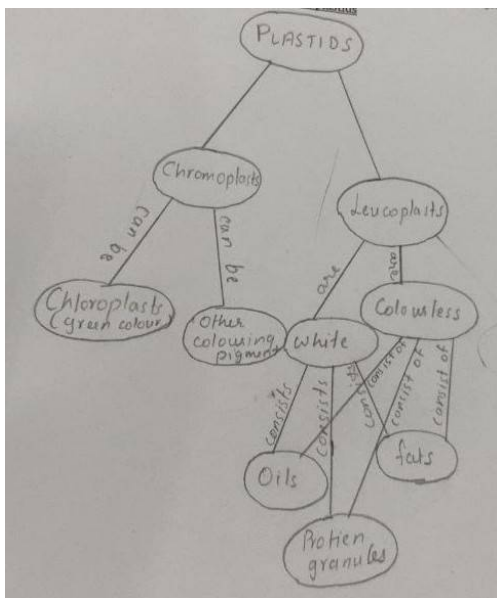 PLASTIDS
Chromoplasts
Leucoplasts
can be
can be
are
are
Chloroplasts
(green colour)
Other
colouring
pigment
White
Colourless
consists
consists
consist of
consist of
consist of
Oils
fats
Protien
granules